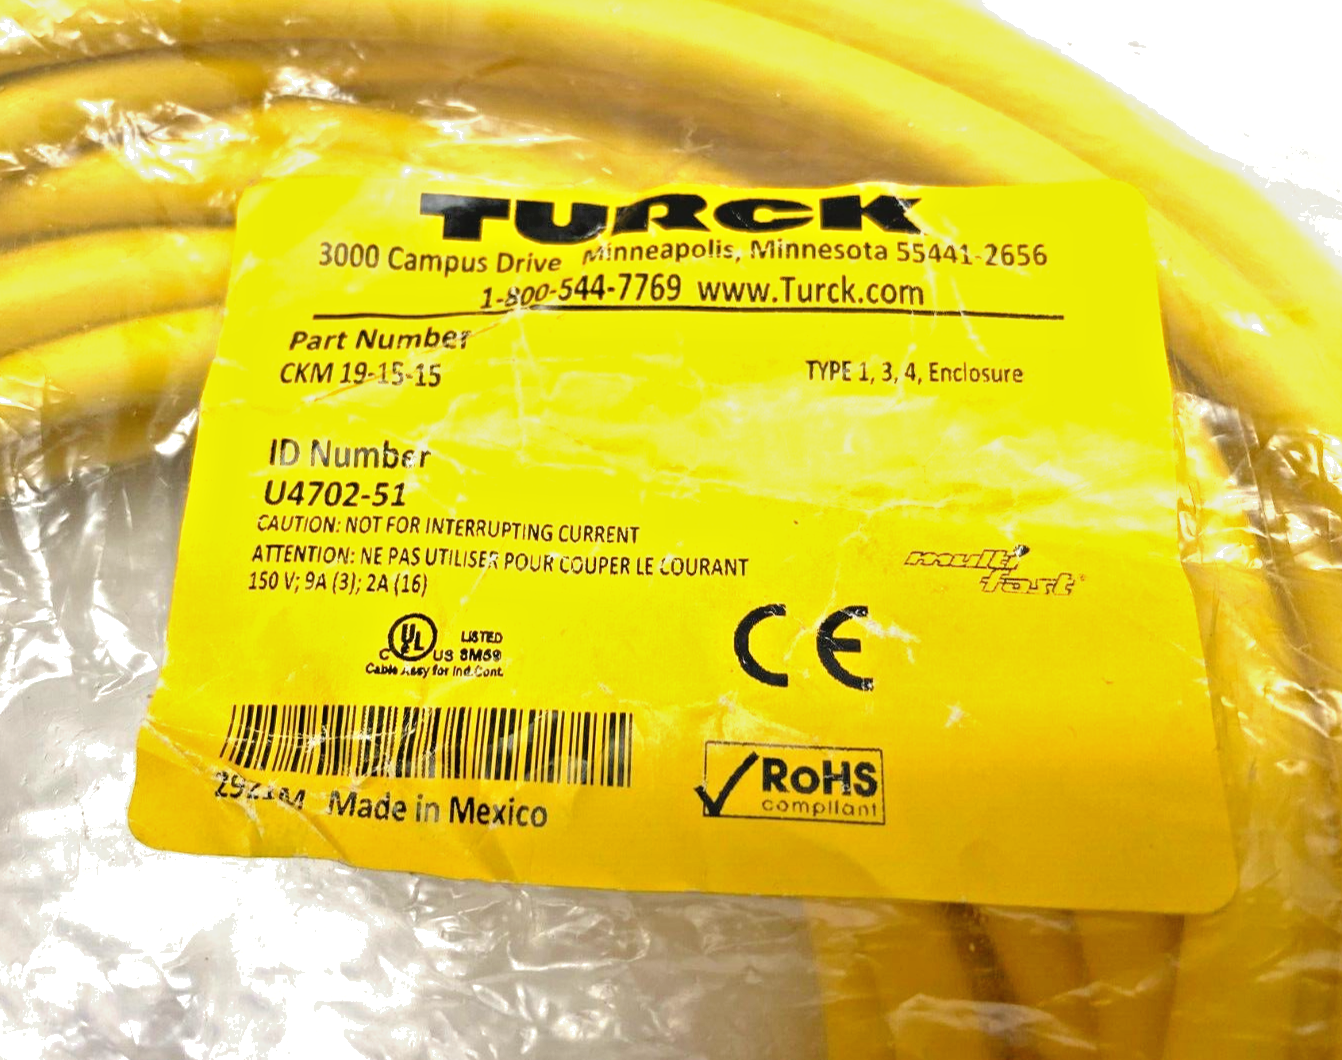 TURCK
3000 Campus Drive Minneapolis, Minnesota 55441-2656
1-800-544-7769 www.Turck.com
Part Number
CKM 19-15-15
TYPE 1, 3, 4, Enclosure
ID Number
U4702-51
CAUTION: NOT FOR INTERRUPTING CURRENT
ATTENTION: NE PAS UTILISER POUR COUPER LE COURANT
150 V; 9A (3); 2A (16)
multi
fast®
C UL US LISTED
8M69
Cable Assy for Ind.Cont.
CE
Made in Mexico
RoHS
compliant